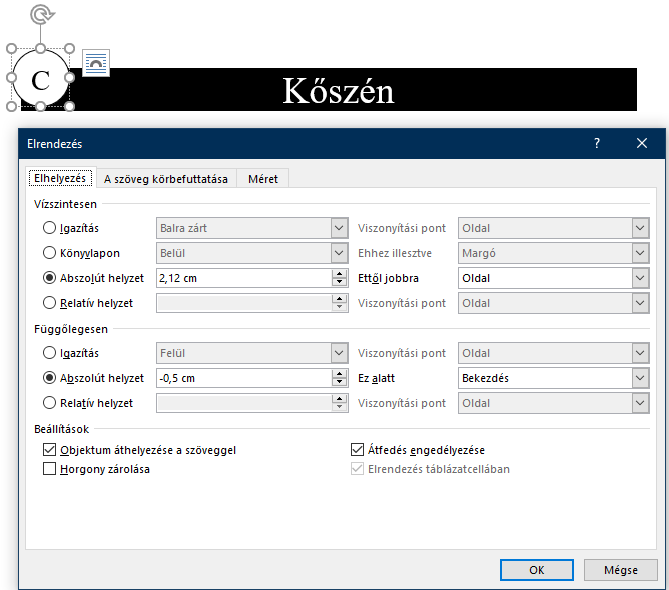 C
Kőszén
Elrendezés ?
Elhelyezés A szöveg körbefuttatása Méret
Vízszintesen
Igazítás Balra zárt Viszonyítási pont Oldal
Könyvlapon Belül Ehhez illesztve Margó
Abszolút helyzet 2,12 cm Ettől jobbra Oldal
Relatív helyzet Viszonyítási pont Oldal
Függőlegesen
Igazítás Felül Viszonyítási pont Oldal
Abszolút helyzet -0,5 cm Ez alatt Bekezdés
Relatív helyzet Viszonyítási pont Oldal
Beállítások
Objektum áthelyezése a szöveggel Átfedés engedélyezése
Horgony zárolása Elrendezés táblázatcellában
OK Mégse